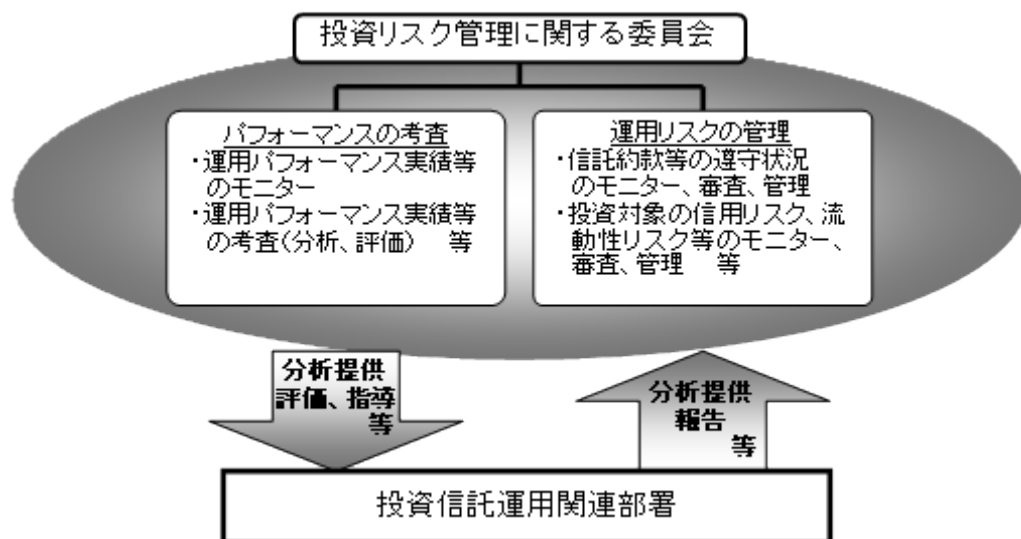 投資リスク管理に関する委員会
パフォーマンスの考査
・運用パフォーマンス実績等
のモニター
・運用パフォーマンス実績等
の考査(分析、評価) 等
運用リスクの管理
・信託約款等の遵守状況
のモニター、審査、管理
・投資対象の信用リスク、流
動性リスク等のモニター、
審査、管理 等
分析提供
評価、指導
等
分析提供
報告
等
投資信託運用関連部署